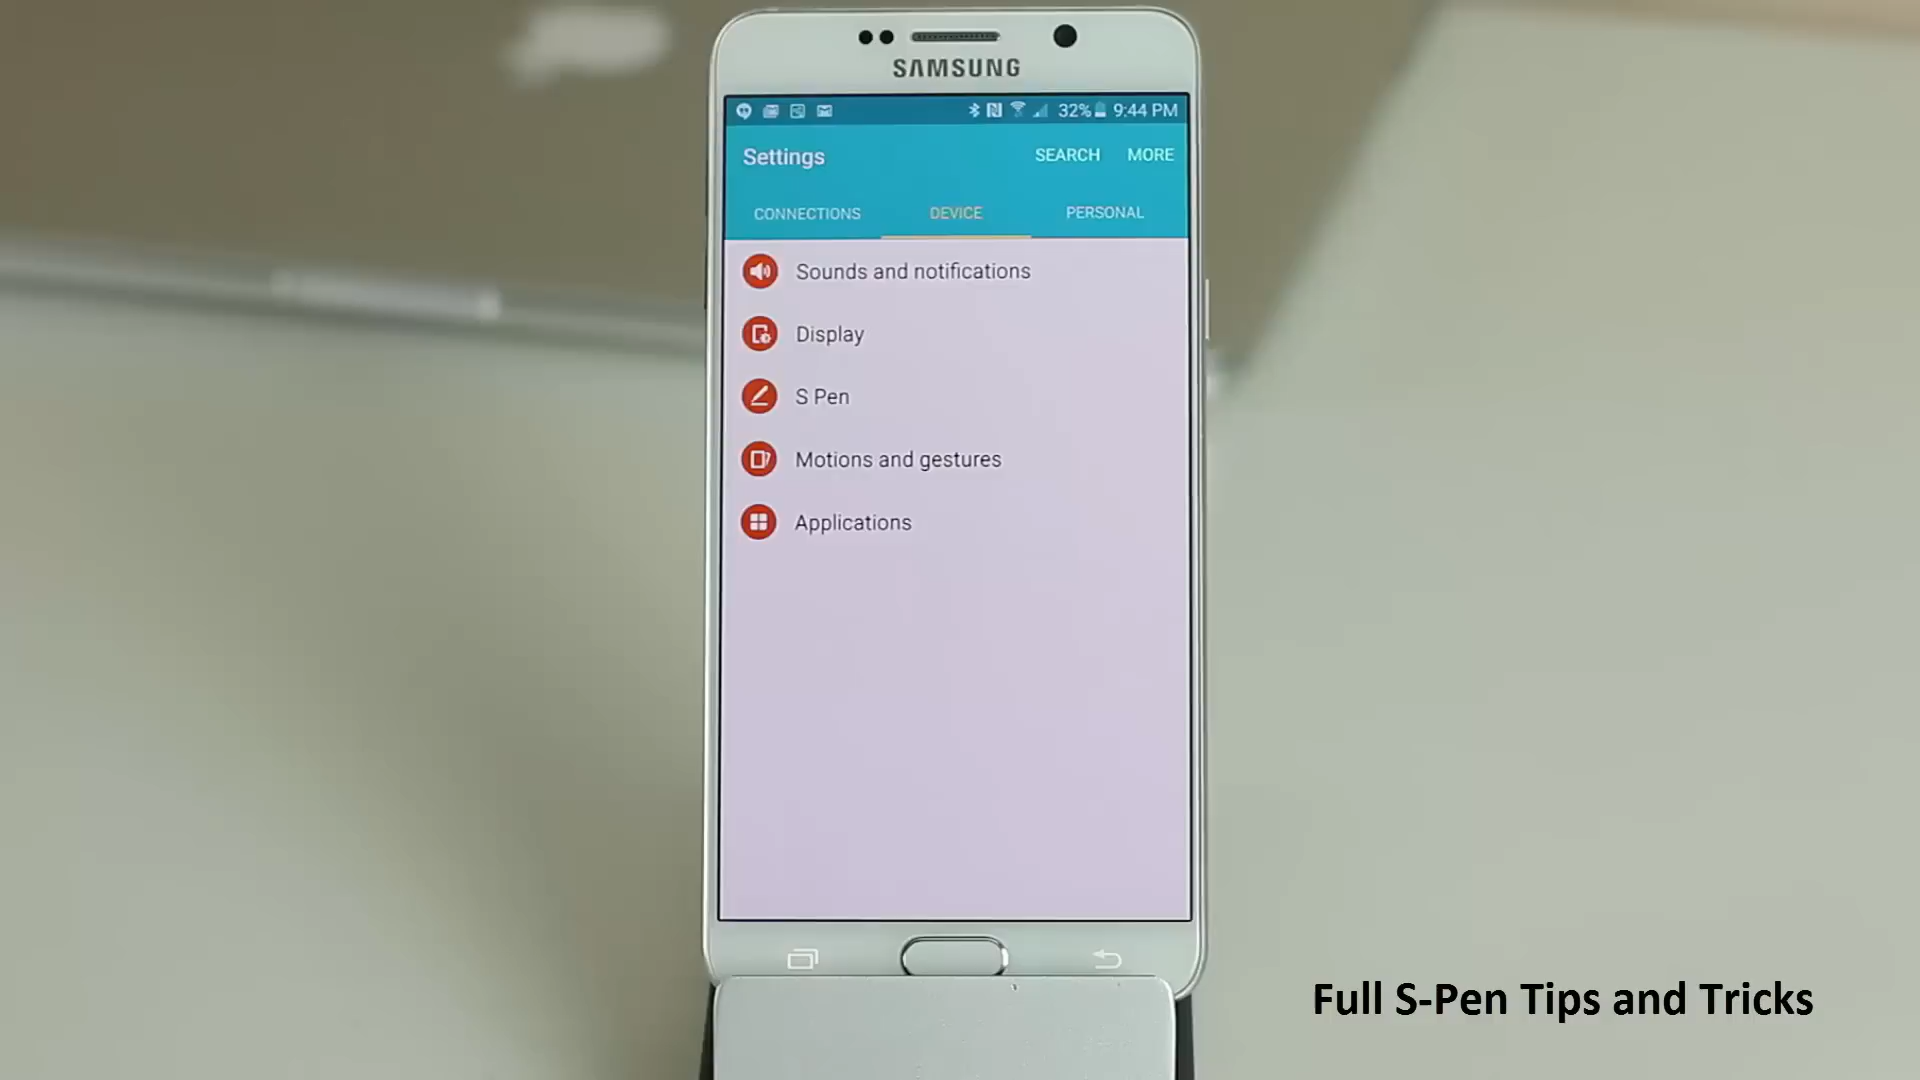 SAMSUNG
32% 9:44 PM
Settings SEARCH MORE
CONNECTIONS DEVICE PERSONAL
Sounds and notifications
Display
S Pen
Motions and gestures
Applications
Full S-Pen Tips and Tricks